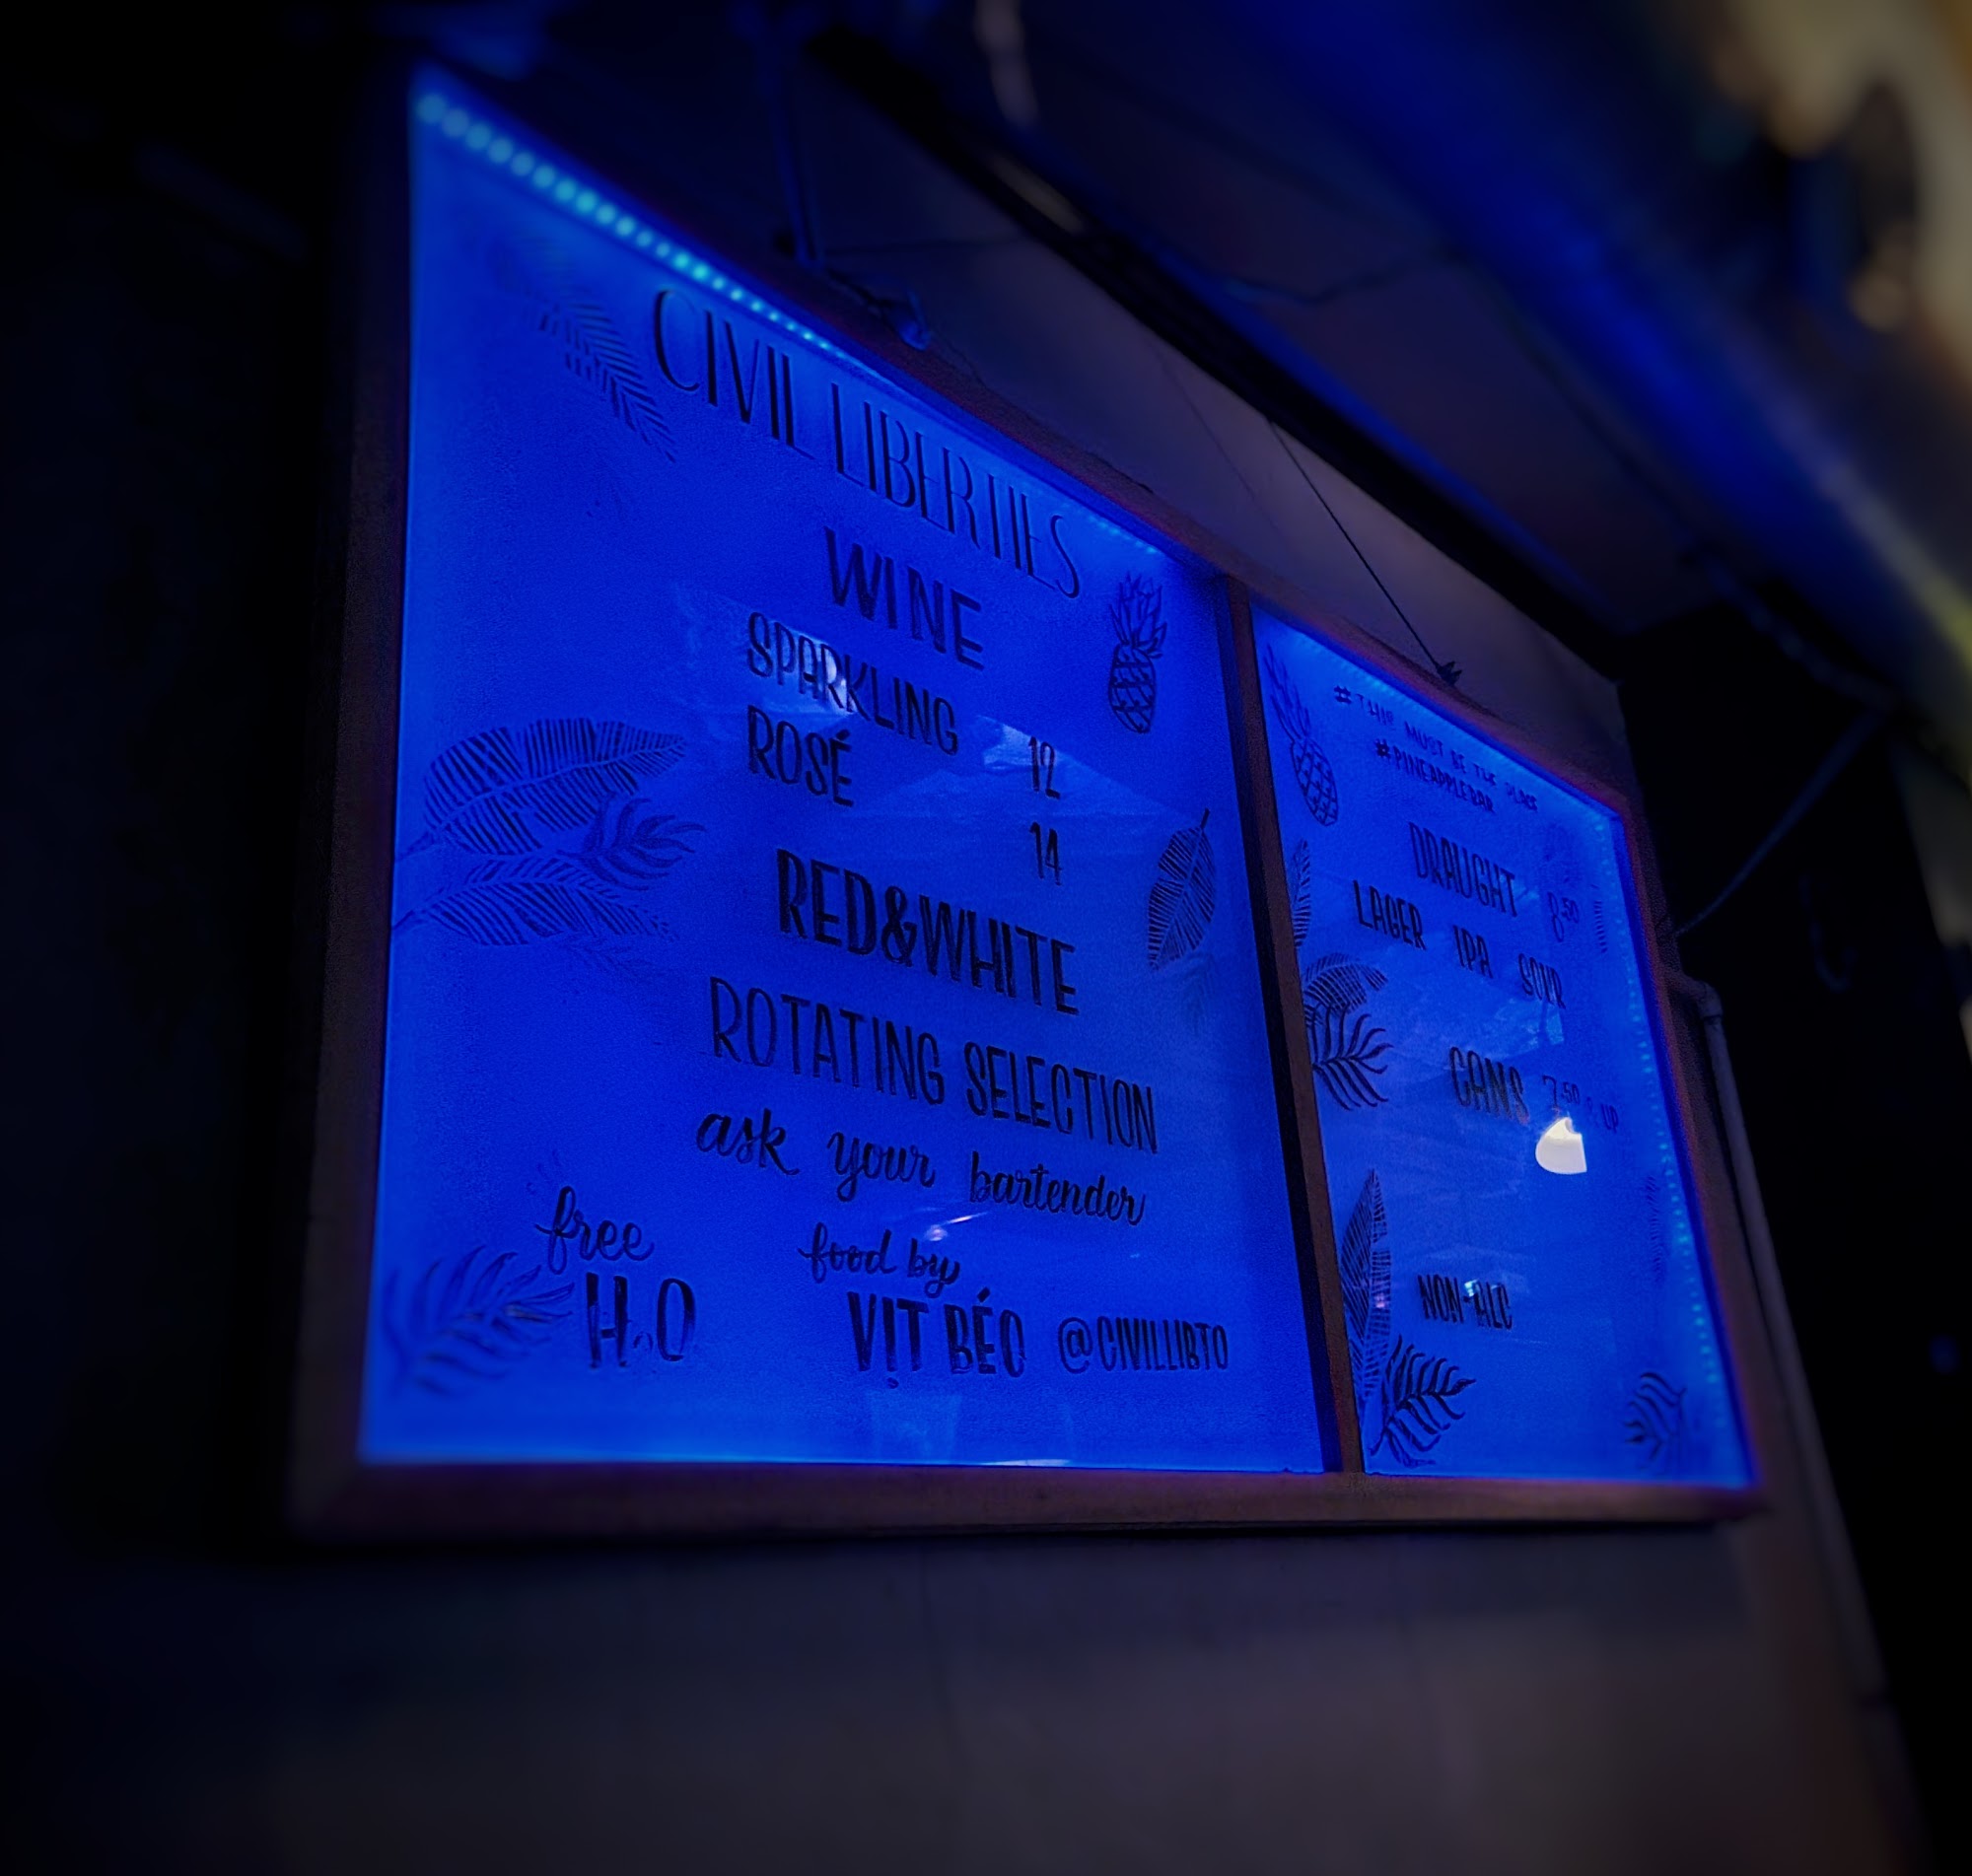 CIVIL LIBERTIES
WINE
SPARKLING 12
ROSÉ 14
RED&WHITE
ROTATING SELECTION
ask your bartender
free
H2O
food by
VỊT BÉO @CIVILLIBTO
#THIS MUST BE THE PLACE
#PINEAPPLEBAR
DRAUGHT 8.50
LAGER IPA SOUR
CANS 7.50 & UP
NON-ALC